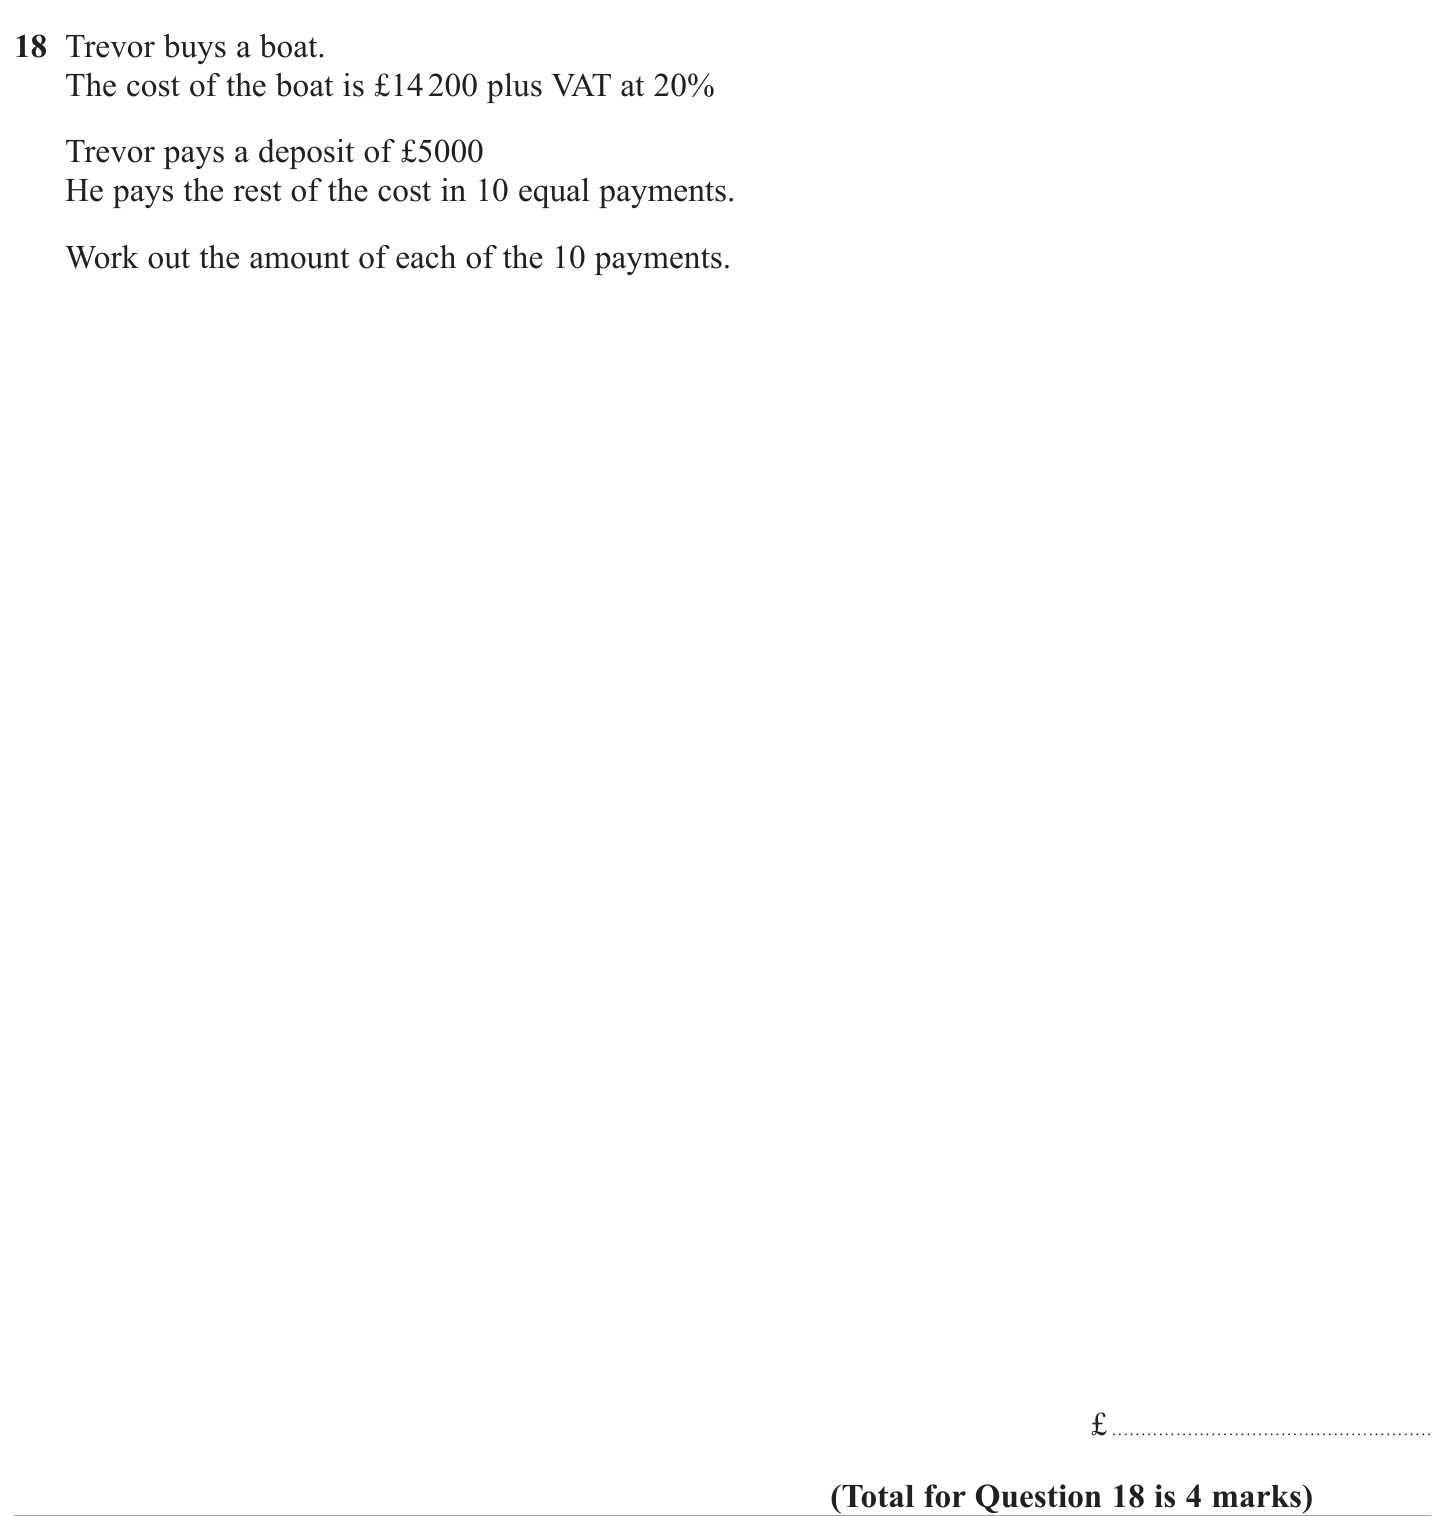 18 Trevor buys a boat.
The cost of the boat is £14 200 plus VAT at 20%
Trevor pays a deposit of £5000
He pays the rest of the cost in 10 equal payments.
Work out the amount of each of the 10 payments.
£ ......................................................
(Total for Question 18 is 4 marks)